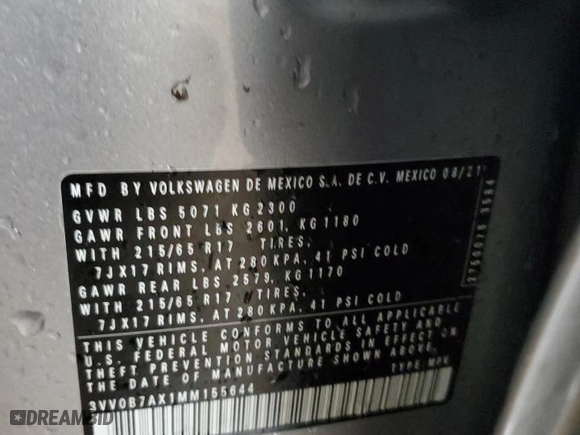 MFD BY VOLKSWAGEN DE MEXICO S.A. DE C.V. MEXICO 08/21
GVWR LBS 5071 KG 2300
GAWR FRONT LBS 2601, KG 1180
WITH 215/65 R17 TIRES,
7JX17 RIMS, AT 280 KPA, 41 PSI COLD
GAWR REAR LBS 2579, KG 1170
WITH 215/65 R17 TIRES,
7JX17 RIMS, AT 280 KPA, 41 PSI COLD
THIS VEHICLE CONFORMS TO ALL APPLICABLE
U.S. FEDERAL MOTOR VEHICLE SAFETY AND
THEFT PREVENTION STANDARDS IN EFFECT ON
THE DATE OF MANUFACTURE SHOWN ABOVE.
3VV0B7AX1MM155644
RIDESAFELY